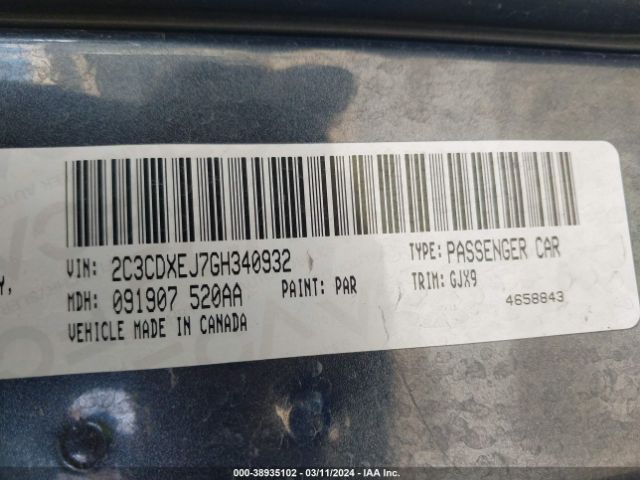 VIN: 2C3CDXEJ7GH340932
TYPE: PASSENGER CAR
MDH: 091907 520AA
PAINT: PAR
TRIM: GJX9
VEHICLE MADE IN CANADA
4658843
000-38935102 - 03/11/2024 - IAA Inc.